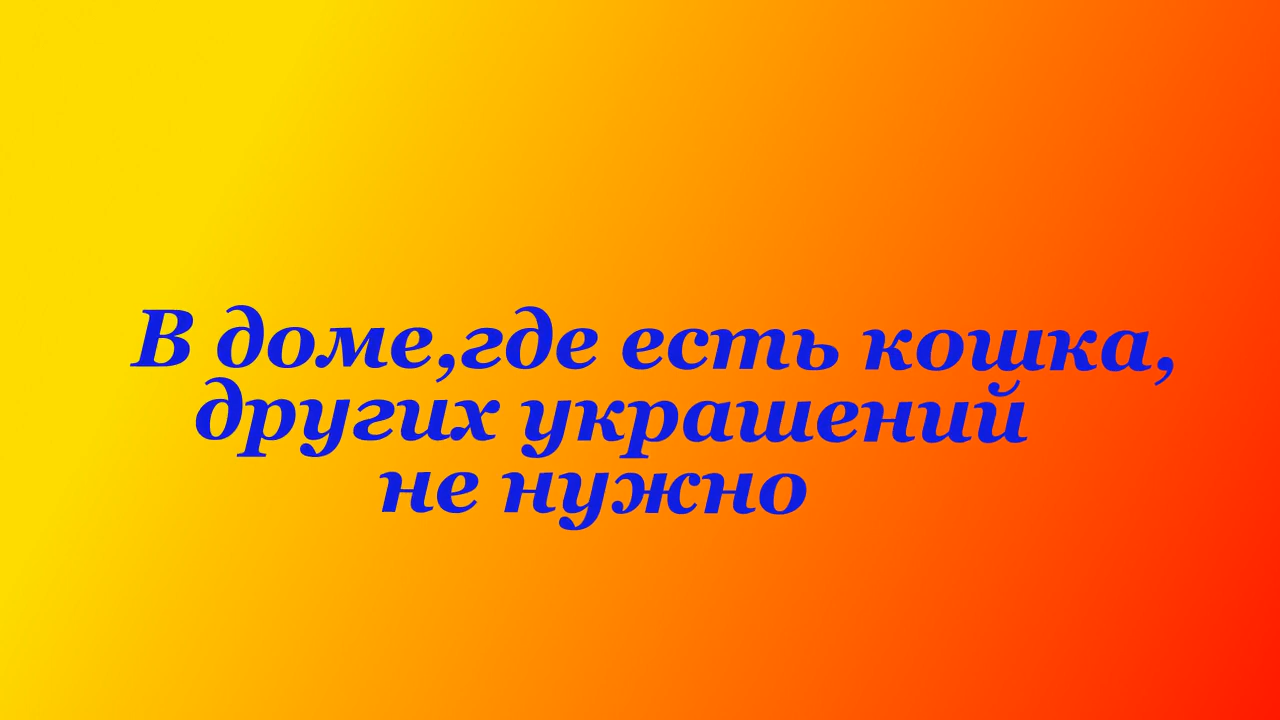 В доме,где есть кошка,
других украшений
не нужно